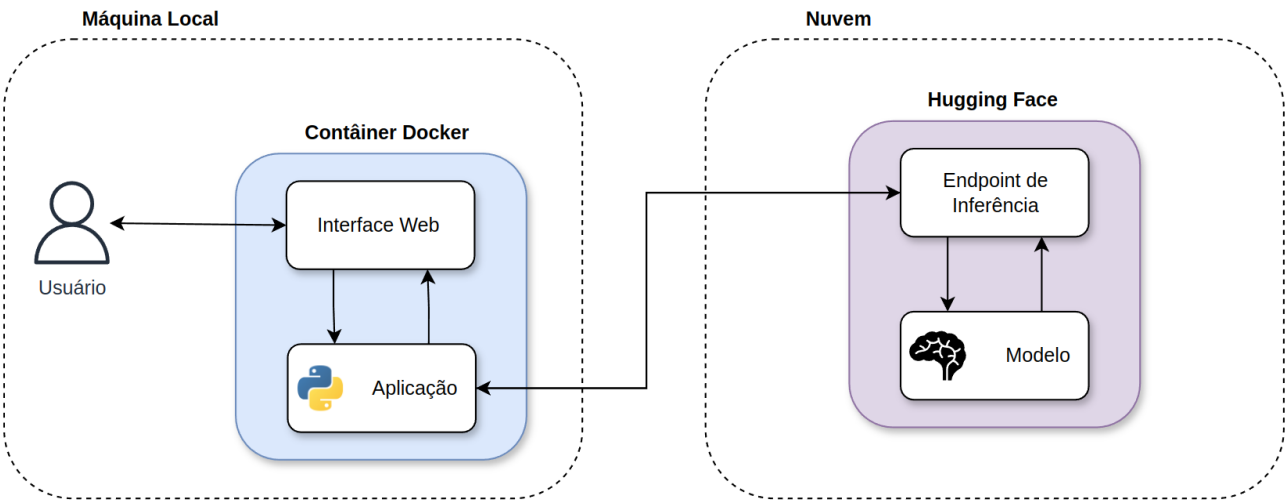 Máquina Local
Nuvem
Hugging Face
Contâiner Docker
Endpoint de
Inferência
Interface Web
Usuário
Modelo
Aplicação